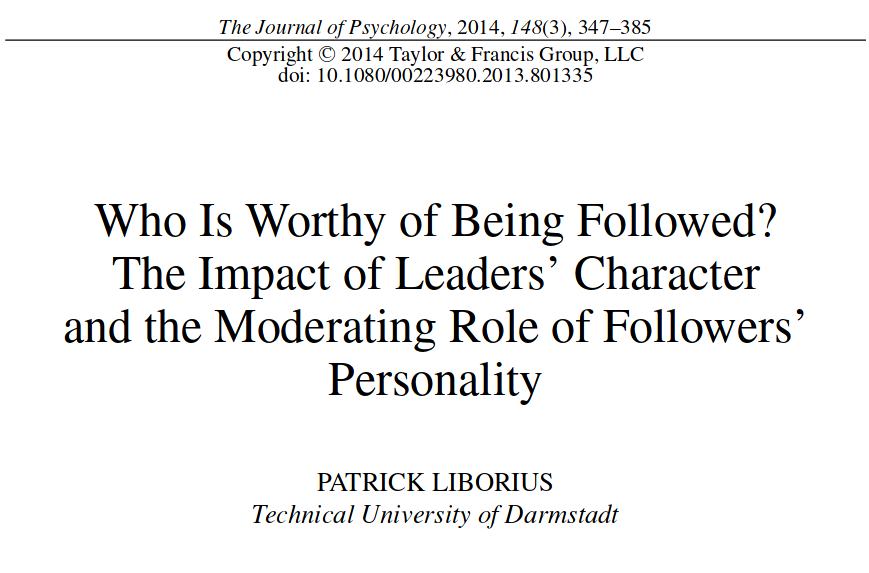 The Journal of Psychology, 2014, 148(3), 347–385
Copyright © 2014 Taylor & Francis Group, LLC
doi: 10.1080/00223980.2013.801335
Who Is Worthy of Being Followed?
The Impact of Leaders’ Character
and the Moderating Role of Followers’
Personality
PATRICK LIBORIUS
Technical University of Darmstadt